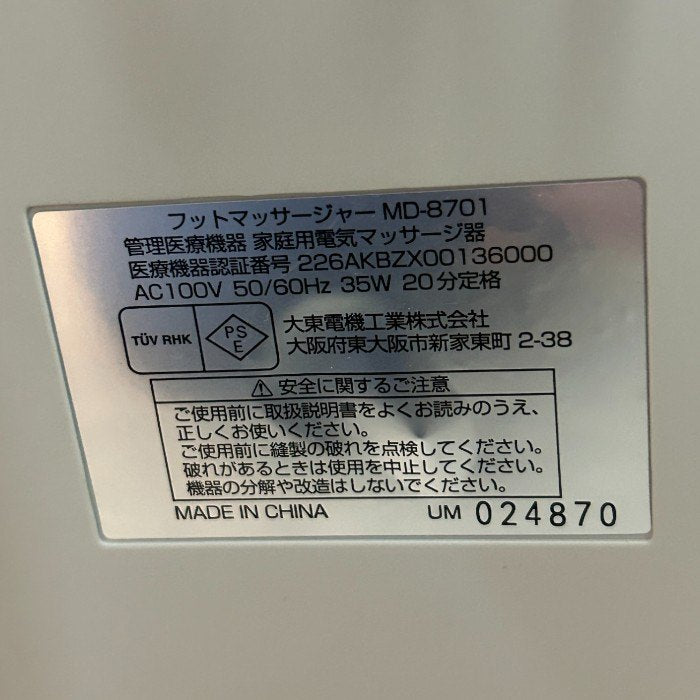 フットマッサージャー MD-8701
管理医療機器 家庭用電気マッサージ器
医療機器認証番号 226AKBZX00136000
AC100V 50/60Hz 35W 20分定格
TÜV RHK
PS
E
大東電機工業株式会社
大阪府東大阪市新家東町 2-38
⚠ 安全に関するご注意
ご使用前に取扱説明書をよくお読みのうえ、
正しくお使いください。
ご使用前に縫製の破れを点検してください。
破れがあるときは使用を中止してください。
機器の分解や改造はしないでください。
MADE IN CHINA UM 024870